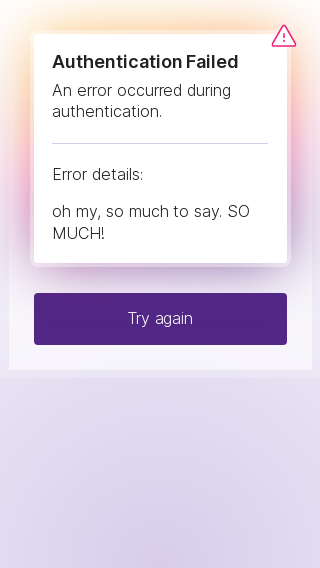 Authentication Failed
An error occurred during
authentication.
Error details:
oh my, so much to say. SO
MUCH!
Try again